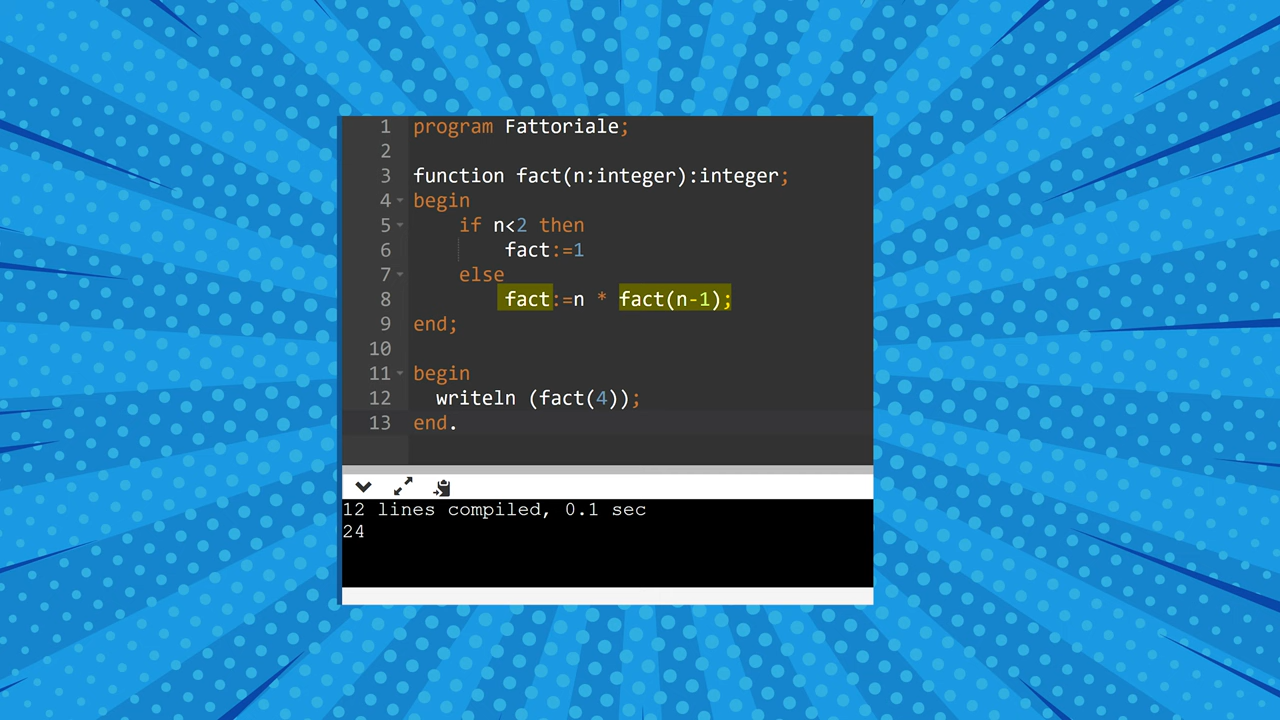 1 program Fattoriale;
2
3 function fact(n:integer):integer;
4 begin
5 if n<2 then
6 fact:=1
7 else
8 fact:=n * fact(n-1);
9 end;
10
11 begin
12 writeln (fact(4));
13 end.
12 lines compiled, 0.1 sec
24